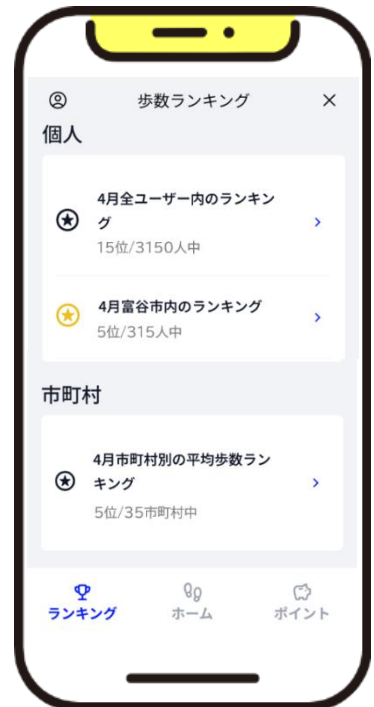 歩数ランキング
個人
4月全ユーザー内のランキン
グ
15位/3150人中
4月富谷市内のランキング
5位/315人中
市町村
4月市町村別の平均歩数ラン
キング
5位/35市町村中
ランキング ホーム ポイント